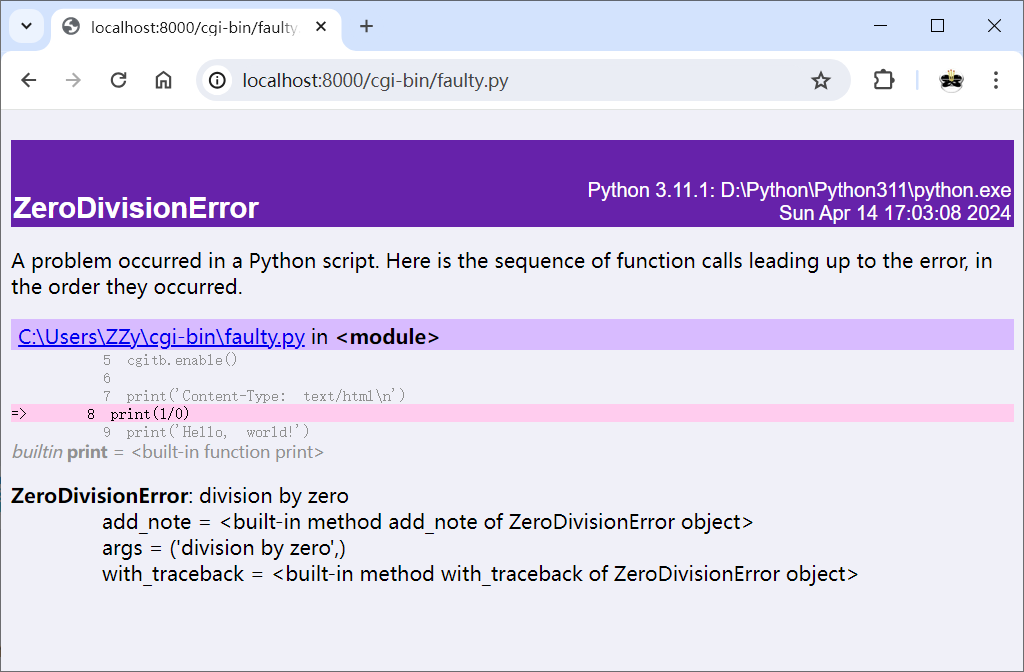 localhost:8000/cgi-bin/faulty
localhost:8000/cgi-bin/faulty.py
ZeroDivisionError
Python 3.11.1: D:\Python\Python311\python.exe
Sun Apr 14 17:03:08 2024
A problem occurred in a Python script. Here is the sequence of function calls leading up to the error, in
the order they occurred.
C:\Users\ZZy\cgi-bin\faulty.py in <module>
5 cgitb.enable()
6
7 print('Content-Type: text/html\n')
=> 8 print(1/0)
9 print('Hello, world!')
builtin print = <built-in function print>
ZeroDivisionError: division by zero
add_note = <built-in method add_note of ZeroDivisionError object>
args = ('division by zero',)
with_traceback = <built-in method with_traceback of ZeroDivisionError object>